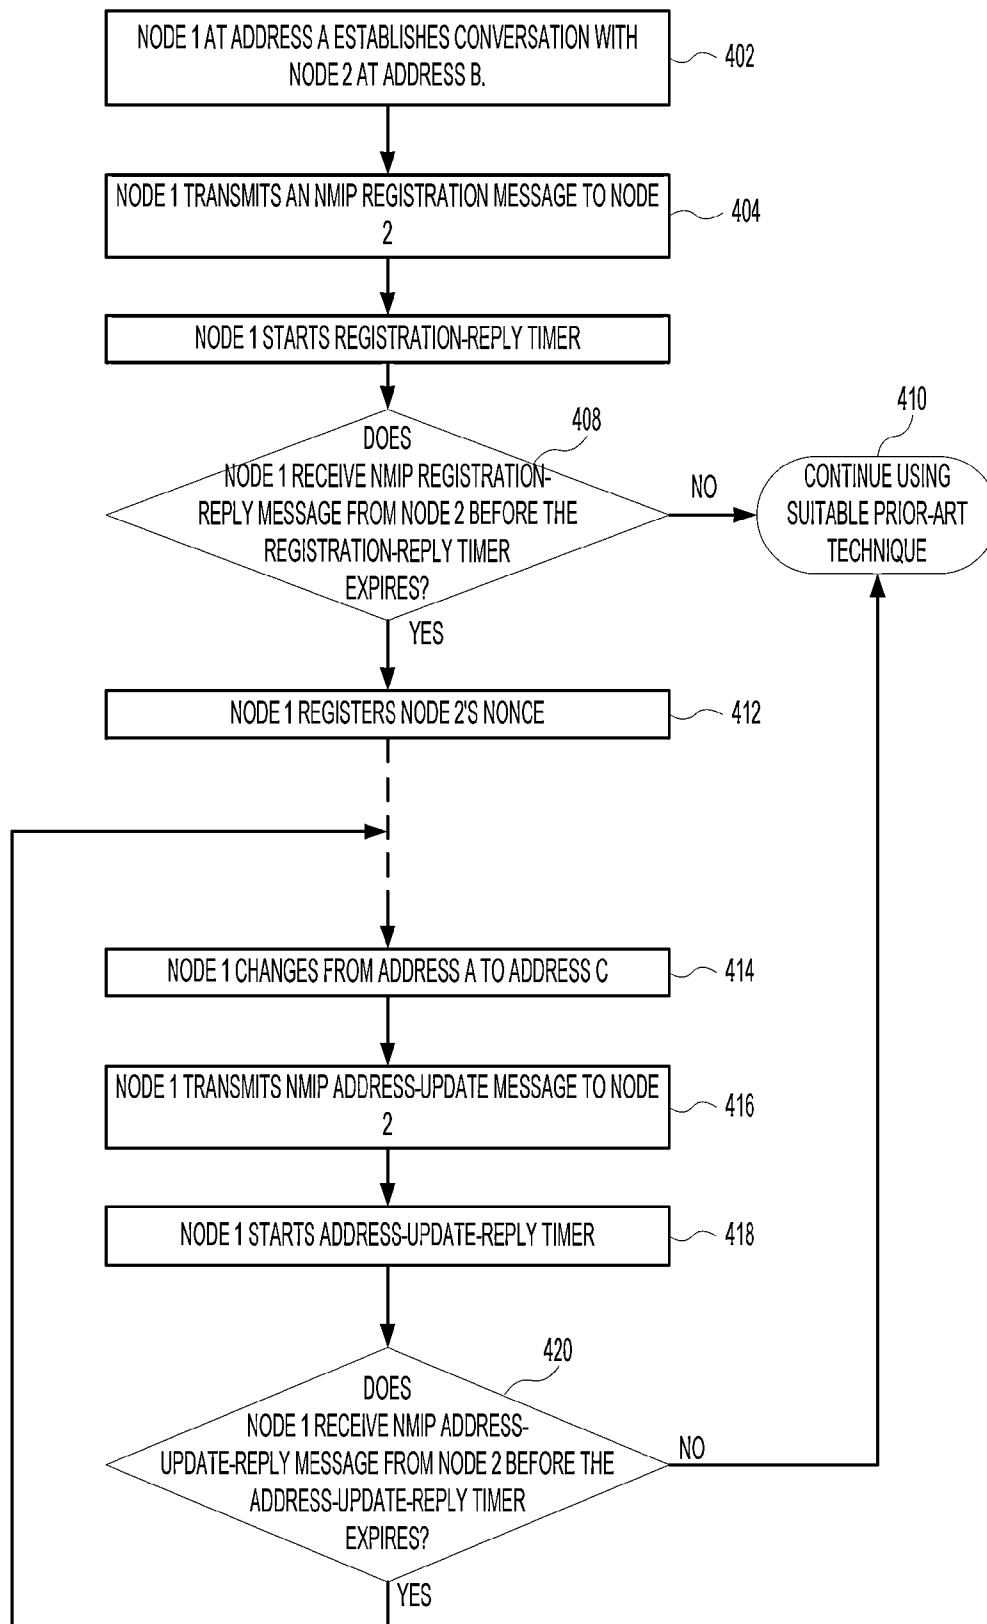 NODE 1 AT ADDRESS A ESTABLISHES CONVERSATION WITH
NODE 2 AT ADDRESS B.
402
NODE 1 TRANSMITS AN NMIP REGISTRATION MESSAGE TO NODE
2
404
NODE 1 STARTS REGISTRATION-REPLY TIMER
408
DOES
NODE 1 RECEIVE NMIP REGISTRATION-
REPLY MESSAGE FROM NODE 2 BEFORE THE
REGISTRATION-REPLY TIMER
EXPIRES?
NO
410
CONTINUE USING
SUITABLE PRIOR-ART
TECHNIQUE
YES
NODE 1 REGISTERS NODE 2'S NONCE
412
NODE 1 CHANGES FROM ADDRESS A TO ADDRESS C
414
NODE 1 TRANSMITS NMIP ADDRESS-UPDATE MESSAGE TO NODE
2
416
NODE 1 STARTS ADDRESS-UPDATE-REPLY TIMER
418
420
DOES
NODE 1 RECEIVE NMIP ADDRESS-
UPDATE-REPLY MESSAGE FROM NODE 2 BEFORE THE
ADDRESS-UPDATE-REPLY TIMER
EXPIRES?
NO
YES